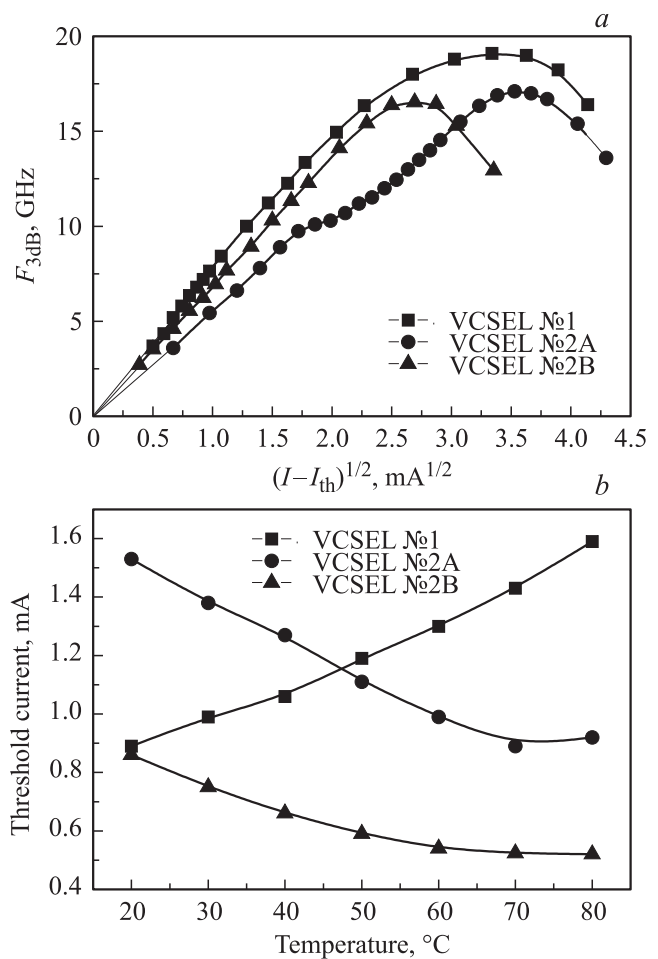 a
20
15
10
5
0
F3dB, GHz
VCSEL №1
VCSEL №2A
VCSEL №2B
0 0.5 1.0 1.5 2.0 2.5 3.0 3.5 4.0 4.5
(I–Ith)1/2, mA1/2
b
1.6
1.4
1.2
1.0
0.8
0.6
0.4
Threshold current, mA
VCSEL №1
VCSEL №2A
VCSEL №2B
20 30 40 50 60 70 80
Temperature, °C